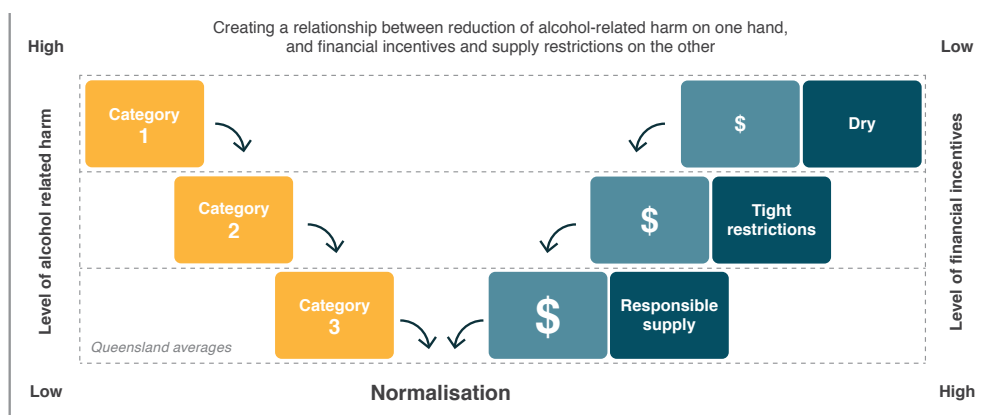 Creating a relationship between reduction of alcohol-related harm on one hand,
and financial incentives and supply restrictions on the other
High
Low
Level of alcohol related harm
Level of financial incentives
Category
1
$
Dry
Category
2
$
Tight
restrictions
Category
3
$
Responsible
supply
Queensland averages
Low
Normalisation
High